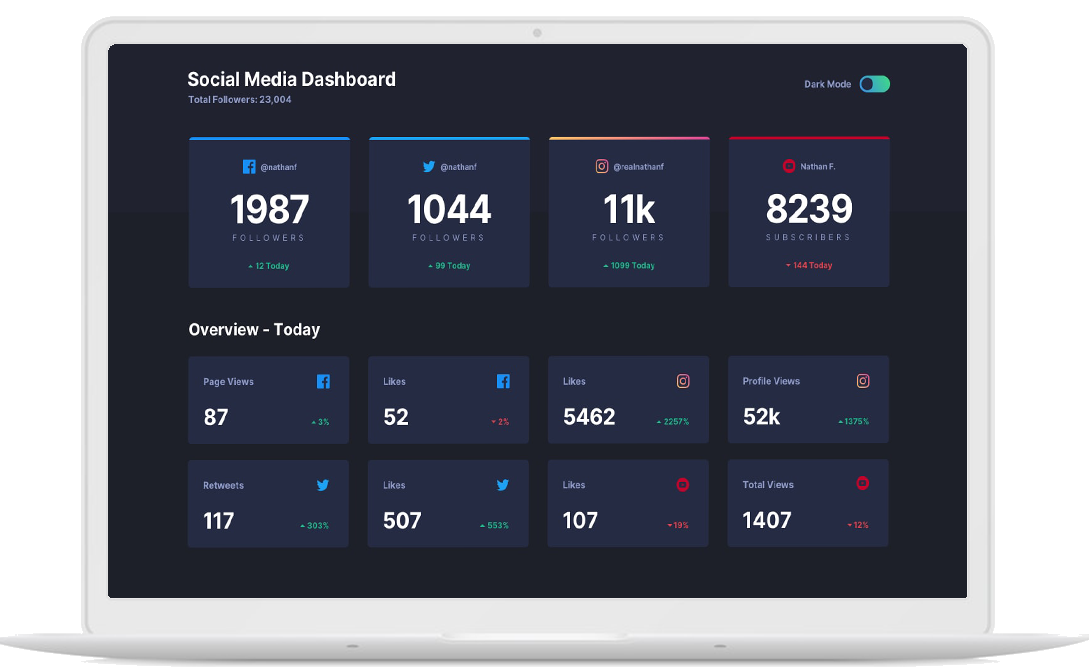 Social Media Dashboard
Total Followers: 23,004
Dark Mode
@nathanf
1987
FOLLOWERS
12 Today
@nathanf
1044
FOLLOWERS
99 Today
@realnathanf
11k
FOLLOWERS
1099 Today
Nathan F.
8239
SUBSCRIBERS
144 Today
Overview - Today
Page Views
87
3%
Likes
52
2%
Likes
5462
2257%
Profile Views
52k
1375%
Retweets
117
303%
Likes
507
553%
Likes
107
19%
Total Views
1407
12%